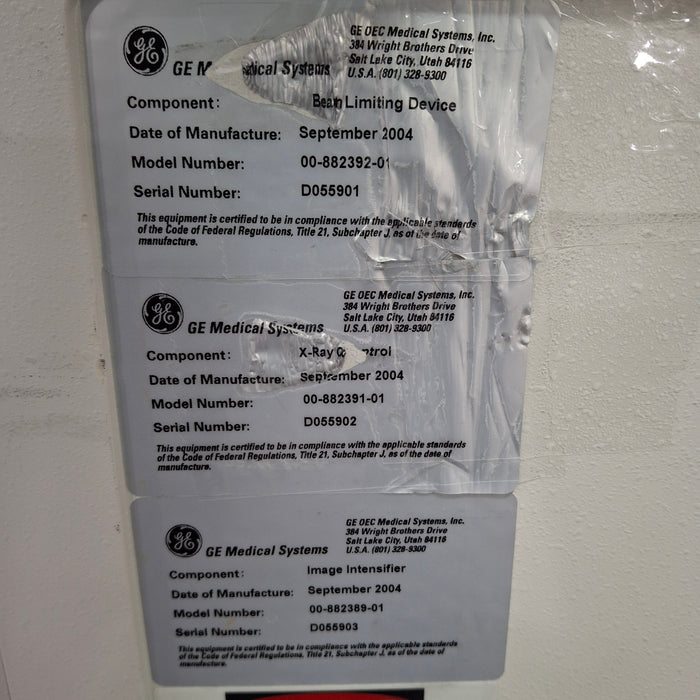 GE
GE M dical Systems
GE OEC Medical Systems, Inc.
384 Wright Brothers Drive
Salt Lake City, Utah 84116
U.S.A. (801) 328-9300
Component: Beam Limiting Device
Date of Manufacture: September 2004
Model Number: 00-882392-01
Serial Number: D055901
This equipment is certified to be in compliance with the applicable standards
of the Code of Federal Regulations, Title 21, Subchapter J, as of the date of
manufacture.
GE
GE Medical Systems
GE OEC Medical Systems, Inc.
384 Wright Brothers Drive
Salt Lake City, Utah 84116
U.S.A. (801) 328-9300
Component: X-Ray Control
Date of Manufacture: September 2004
Model Number: 00-882391-01
Serial Number: D055902
This equipment is certified to be in compliance with the applicable standards
of the Code of Federal Regulations, Title 21, Subchapter J, as of the date of
manufacture.
GE
GE Medical Systems
GE OEC Medical Systems, Inc.
384 Wright Brothers Drive
Salt Lake City, Utah 84116
U.S.A. (801) 328-9300
Component: Image Intensifier
Date of Manufacture: September 2004
Model Number: 00-882389-01
Serial Number: D055903
This equipment is certified to be in compliance with the applicable standards
of the Code of Federal Regulations, Title 21, Subchapter J, as of the date of
manufacture.